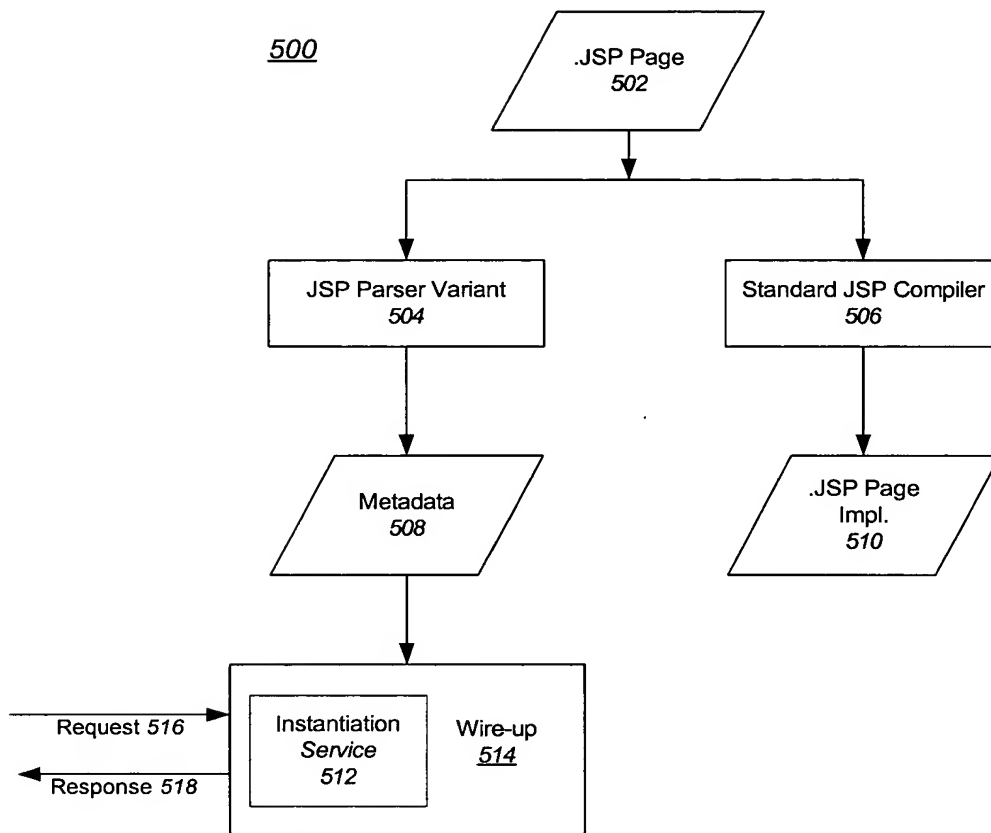 500
.JSP Page
502
JSP Parser Variant
504
Standard JSP Compiler
506
Metadata
508
.JSP Page
Impl.
510
Request 516
Response 518
Instantiation
Service
512
Wire-up
514